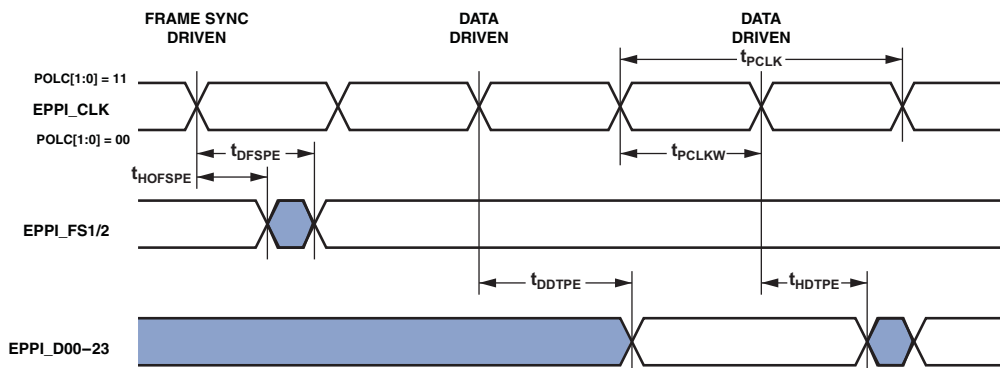 FRAME SYNC
DRIVEN
DATA
DRIVEN
DATA
DRIVEN
tPCLK
POLC[1:0] = 11
EPPI_CLK
POLC[1:0] = 00
tDFSPE
tPCLKW
tHOFSPE
EPPI_FS1/2
tDDTPE
tHDTPE
EPPI_D00–23